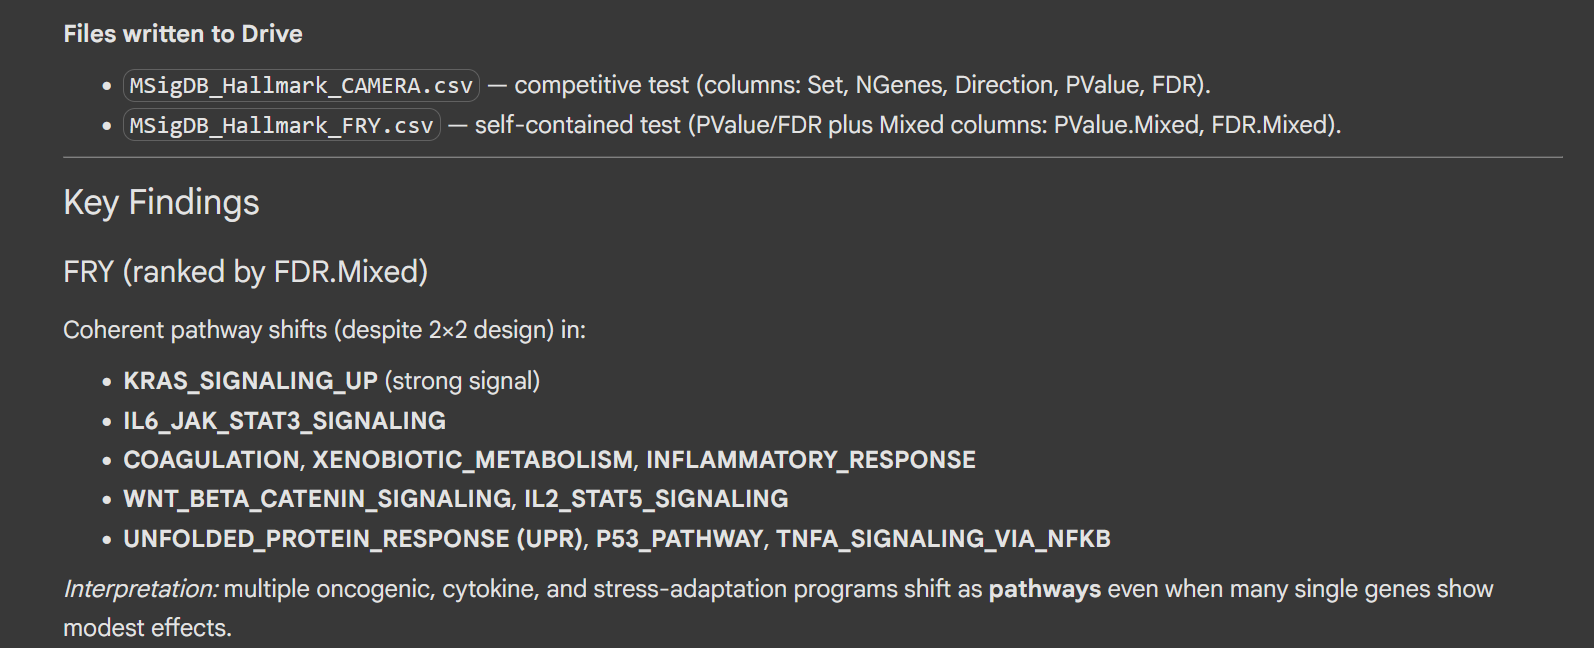 Files written to Drive
• MSigDB_Hallmark_CAMERA.csv — competitive test (columns: Set, NGenes, Direction, PValue, FDR).
• MSigDB_Hallmark_FRY.csv — self-contained test (PValue/FDR plus Mixed columns: PValue.Mixed, FDR.Mixed).
Key Findings
FRY (ranked by FDR.Mixed)
Coherent pathway shifts (despite 2×2 design) in:
• KRAS_SIGNALING_UP (strong signal)
• IL6_JAK_STAT3_SIGNALING
• COAGULATION, XENOBIOTIC_METABOLISM, INFLAMMATORY_RESPONSE
• WNT_BETA_CATENIN_SIGNALING, IL2_STAT5_SIGNALING
• UNFOLDED_PROTEIN_RESPONSE (UPR), P53_PATHWAY, TNFA_SIGNALING_VIA_NFKB
Interpretation: multiple oncogenic, cytokine, and stress-adaptation programs shift as pathways even when many single genes show
modest effects.